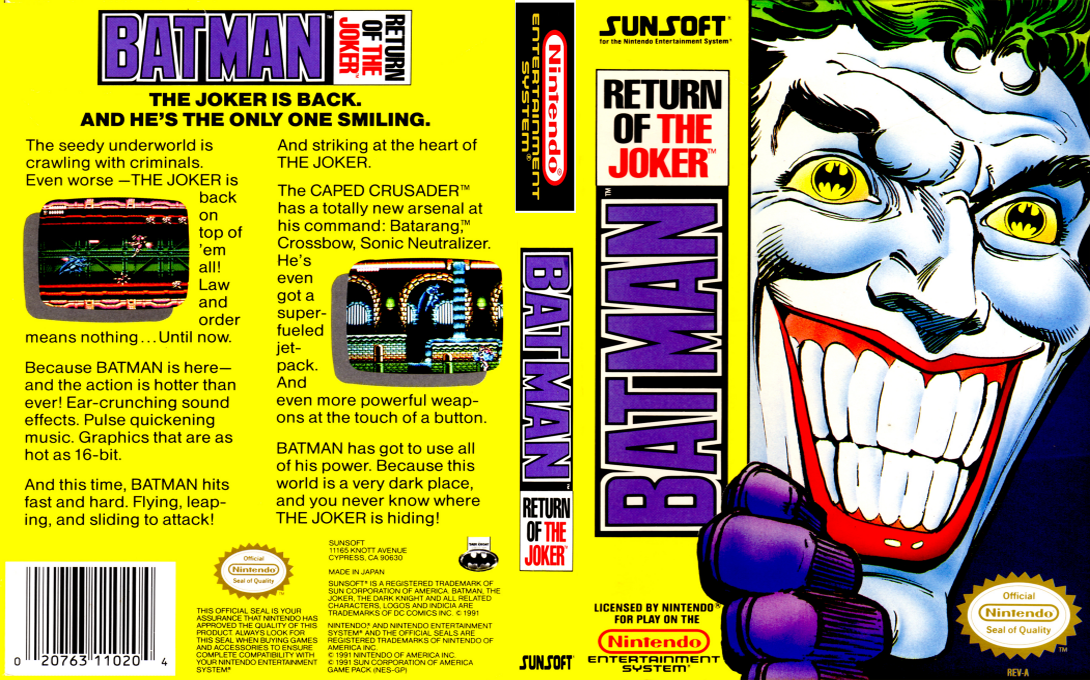 BATMAN™
RETURN
OF THE
JOKER™
THE JOKER IS BACK.
AND HE'S THE ONLY ONE SMILING.
The seedy underworld is
crawling with criminals.
Even worse —THE JOKER is
back
on
top of
'em
all!
Law
and
order
means nothing...Until now.
Because BATMAN is here—
and the action is hotter than
ever! Ear-crunching sound
effects. Pulse quickening
music. Graphics that are as
hot as 16-bit.
And this time, BATMAN hits
fast and hard. Flying, leap-
ing, and sliding to attack!
And striking at the heart of
THE JOKER.
The CAPED CRUSADER™
has a totally new arsenal at
his command: Batarang,™
Crossbow, Sonic Neutralizer.
He's
even
got a
super-
fueled
jet-
pack.
And
even more powerful weap-
ons at the touch of a button.
BATMAN has got to use all
of his power. Because this
world is a very dark place,
and you never know where
THE JOKER is hiding!
0 20763 11020 4
Official
Nintendo
Seal of Quality
THIS OFFICIAL SEAL IS YOUR
ASSURANCE THAT NINTENDO HAS
APPROVED THE QUALITY OF THIS
PRODUCT. ALWAYS LOOK FOR
THIS SEAL WHEN BUYING GAMES
AND ACCESSORIES TO ENSURE
COMPLETE COMPATIBILITY WITH
YOUR NINTENDO ENTERTAINMENT
SYSTEM®
SUNSOFT
11165 KNOTT AVENUE
CYPRESS, CA 90630
MADE IN JAPAN
SUNSOFT® IS A REGISTERED TRADEMARK OF
SUN CORPORATION OF AMERICA. BATMAN, THE
JOKER, THE DARK KNIGHT AND ALL RELATED
CHARACTERS, LOGOS AND INDICIA ARE
TRADEMARKS OF DC COMICS INC. © 1991
NINTENDO,® AND NINTENDO ENTERTAINMENT
SYSTEM® AND THE OFFICIAL SEALS ARE
REGISTERED TRADEMARKS OF NINTENDO OF
AMERICA INC.
© 1991 NINTENDO OF AMERICA INC.
© 1991 SUN CORPORATION OF AMERICA
GAME PACK (NES-GP)
Nintendo®
ENTERTAINMENT
SYSTEM®
BATMAN™
RETURN
OF THE
JOKER™
SUNSOFT®
SUNSOFT®
for the Nintendo Entertainment System®
RETURN
OF THE
JOKER™
BATMAN™
LICENSED BY NINTENDO®
FOR PLAY ON THE
Nintendo
ENTERTAINMENT
SYSTEM®
Official
Nintendo
Seal of Quality
™
REV-A